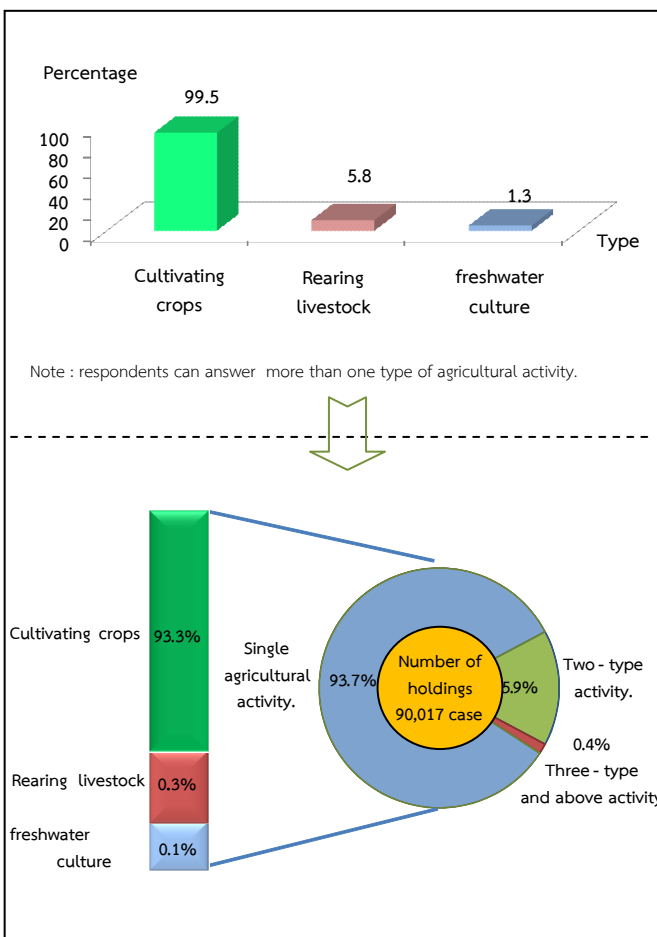 Percentage
99.5
5.8
1.3
100
80
60
40
20
0
Type
Cultivating
crops
Rearing
livestock
freshwater
culture
Note : respondents can answer more than one type of agricultural activity.
Cultivating crops
93.3%
Rearing livestock
0.3%
freshwater
culture
0.1%
Single
agricultural
activity.
93.7%
Number of
holdings
90,017 case
5.9%
Two - type
activity.
0.4%
Three - type
and above activity